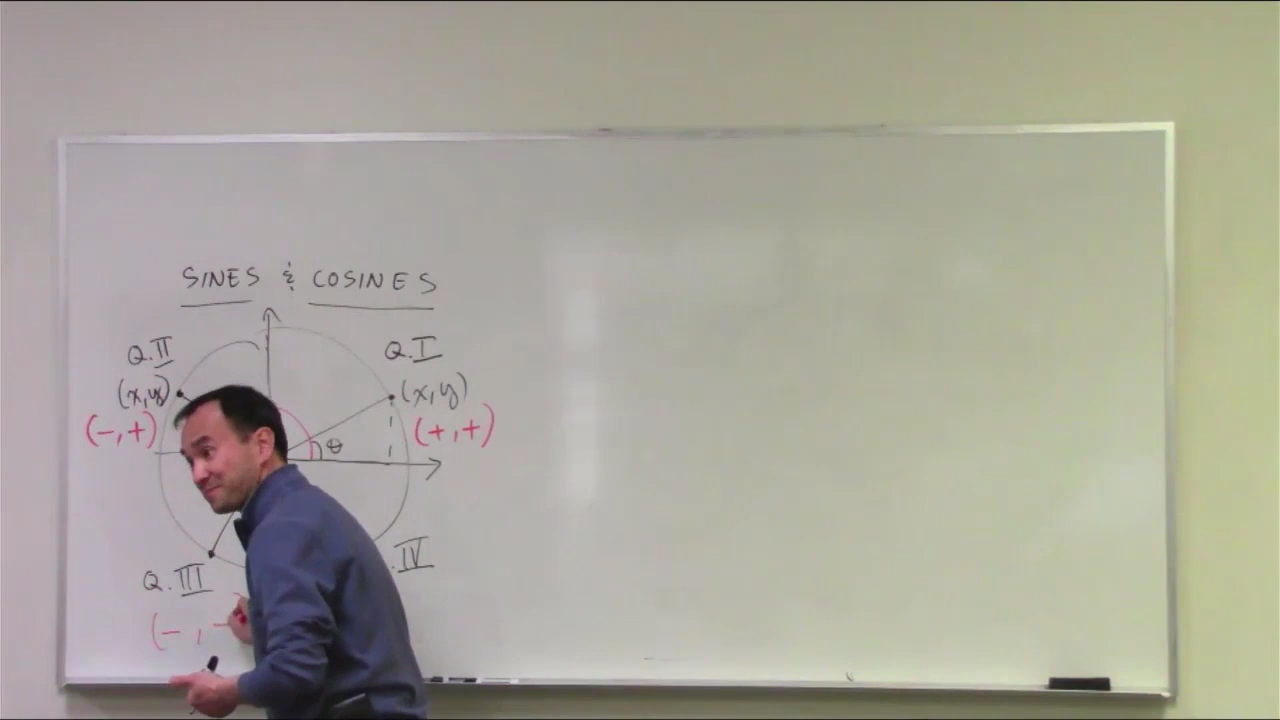 SINES & COSINES
Q.II
Q.I
(x,y)
(x,y)
(-,+)
(+,+)
θ
.IV
Q.III
(-,-